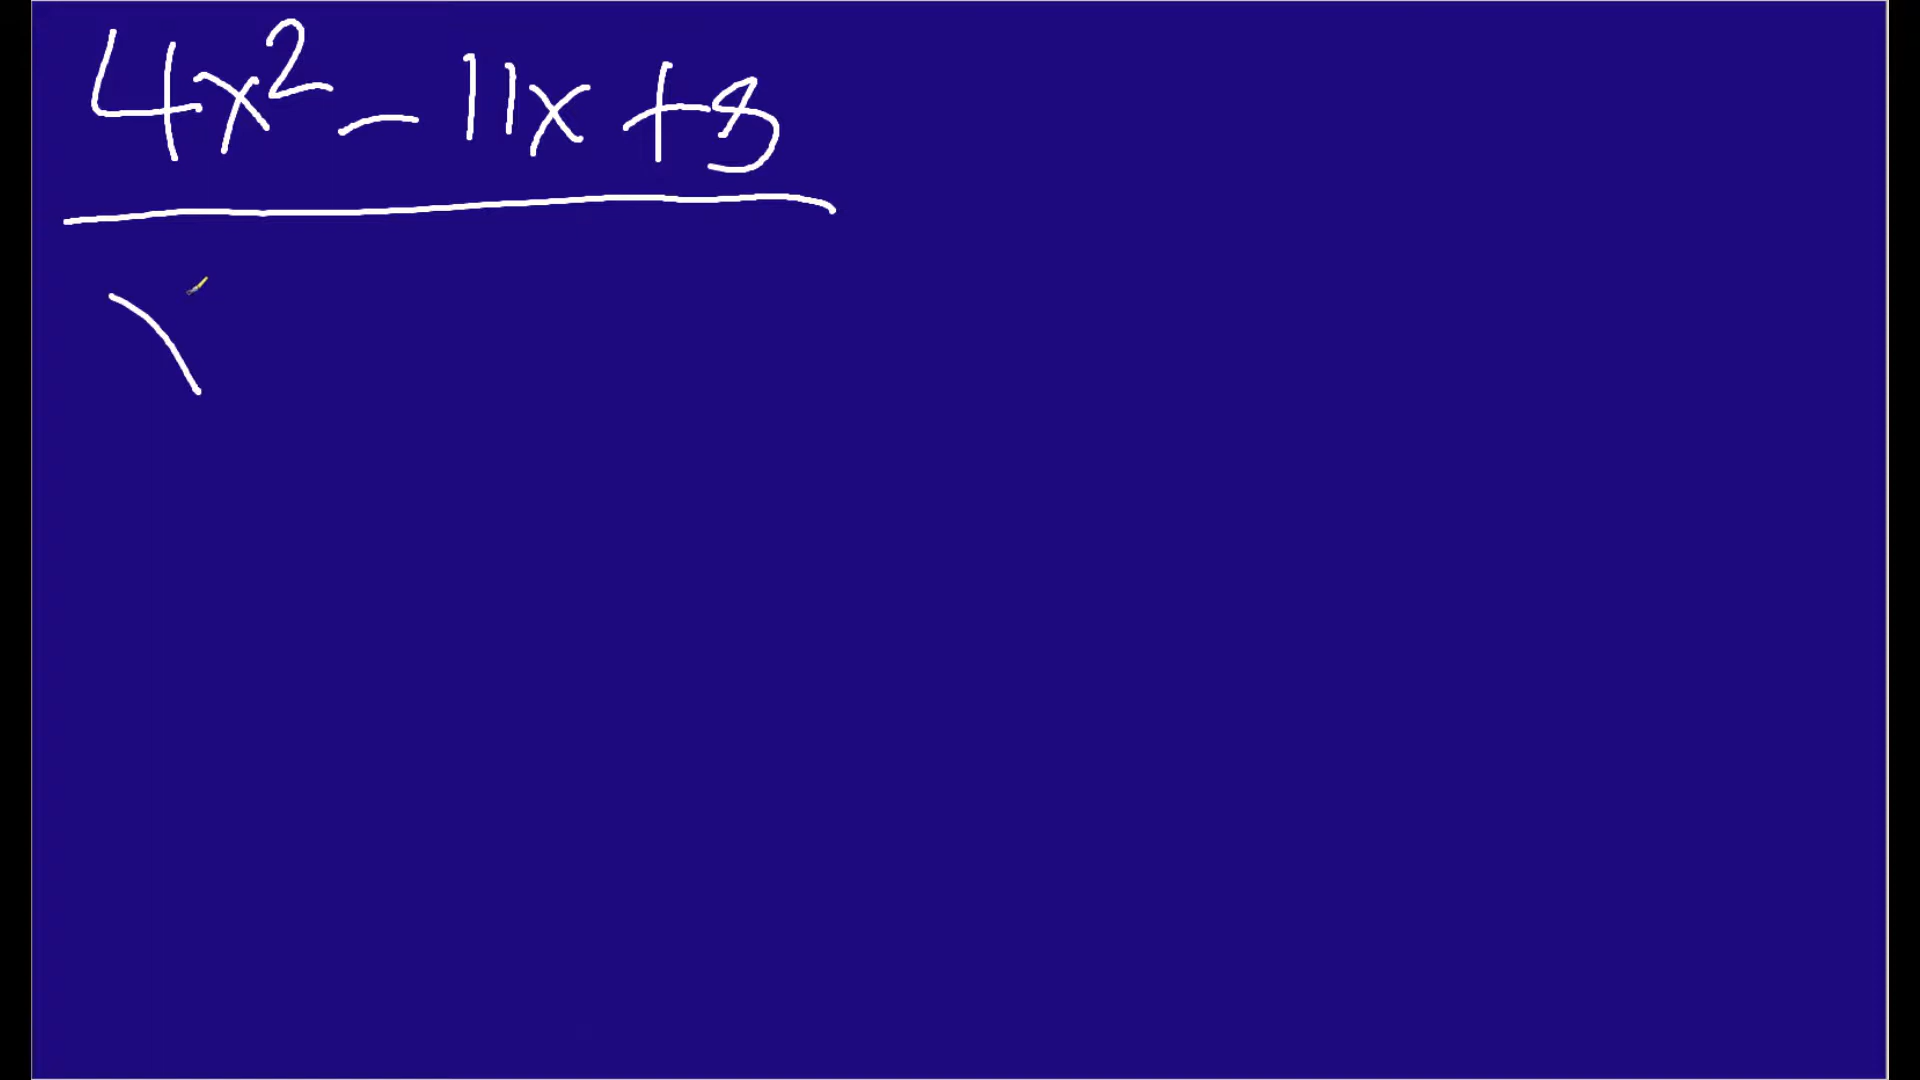 4x² - 11x + 8